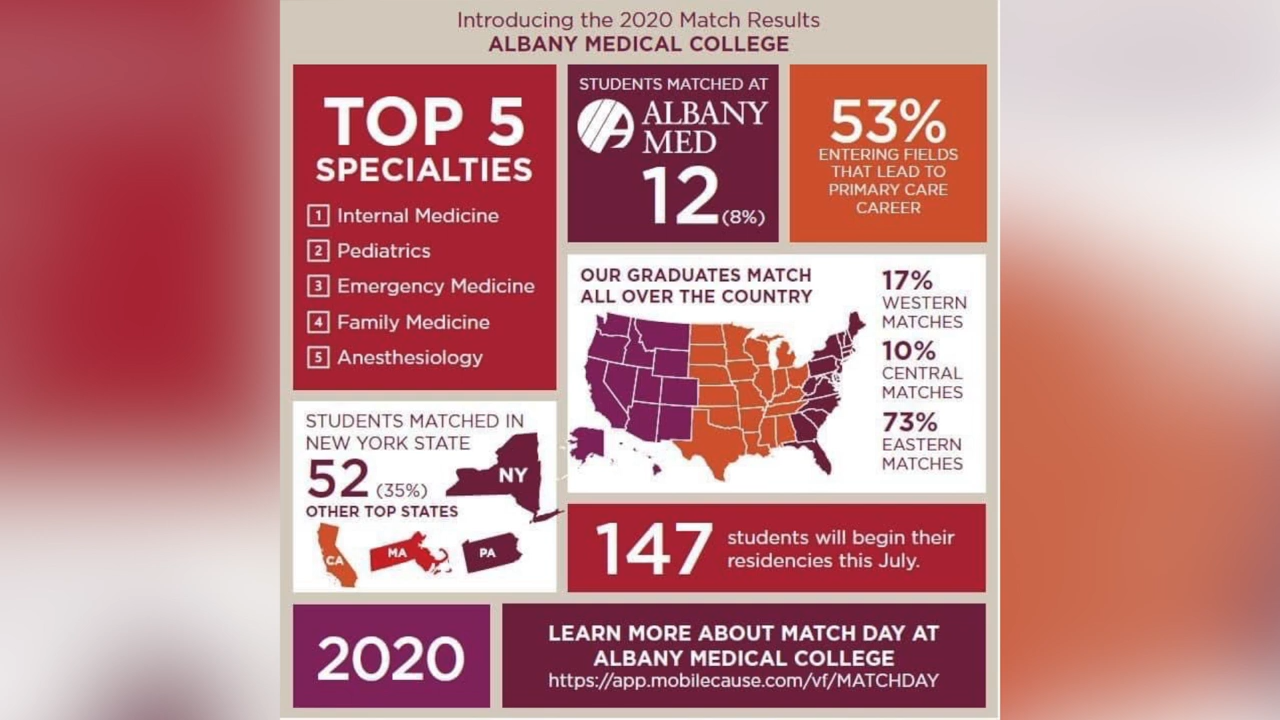 Introducing the 2020 Match Results
ALBANY MEDICAL COLLEGE
TOP 5
SPECIALTIES
1 Internal Medicine
2 Pediatrics
3 Emergency Medicine
4 Family Medicine
5 Anesthesiology
STUDENTS MATCHED AT
ALBANY
MED
12 (8%)
53%
ENTERING FIELDS
THAT LEAD TO
PRIMARY CARE
CAREER
OUR GRADUATES MATCH
ALL OVER THE COUNTRY
17%
WESTERN
MATCHES
10%
CENTRAL
MATCHES
73%
EASTERN
MATCHES
STUDENTS MATCHED IN
NEW YORK STATE
52 (35%)
NY
OTHER TOP STATES
CA
MA
PA
147 students will begin their
residencies this July.
2020
LEARN MORE ABOUT MATCH DAY AT
ALBANY MEDICAL COLLEGE
https://app.mobilecause.com/vf/MATCHDAY